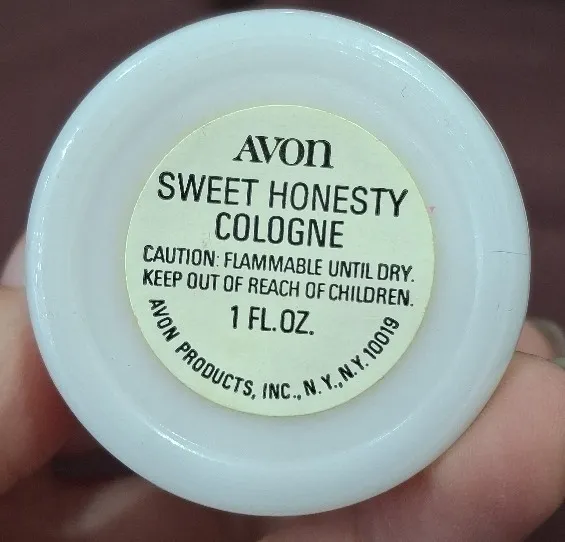 AVON
SWEET HONESTY
COLOGNE
CAUTION: FLAMMABLE UNTIL DRY.
KEEP OUT OF REACH OF CHILDREN.
1 FL.OZ.
AVON PRODUCTS, INC., N.Y., N.Y. 10019